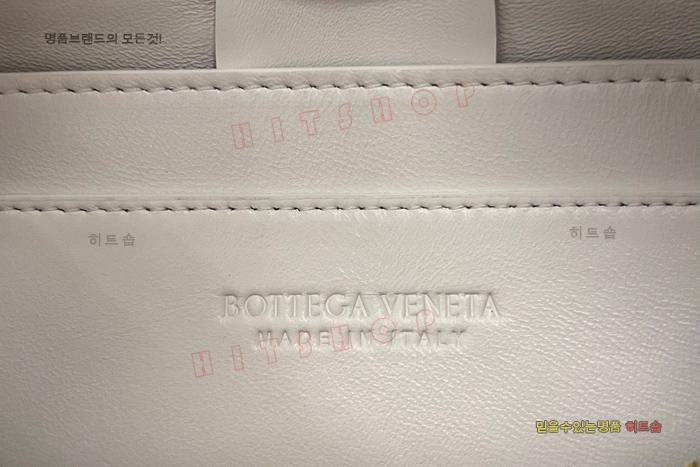 명품브랜드의 모든것!
HITSHOP
히트숍
히트숍
BOTTEGA VENETA
MADE IN ITALY
HITSHOP
믿을수있는명품 히트숍